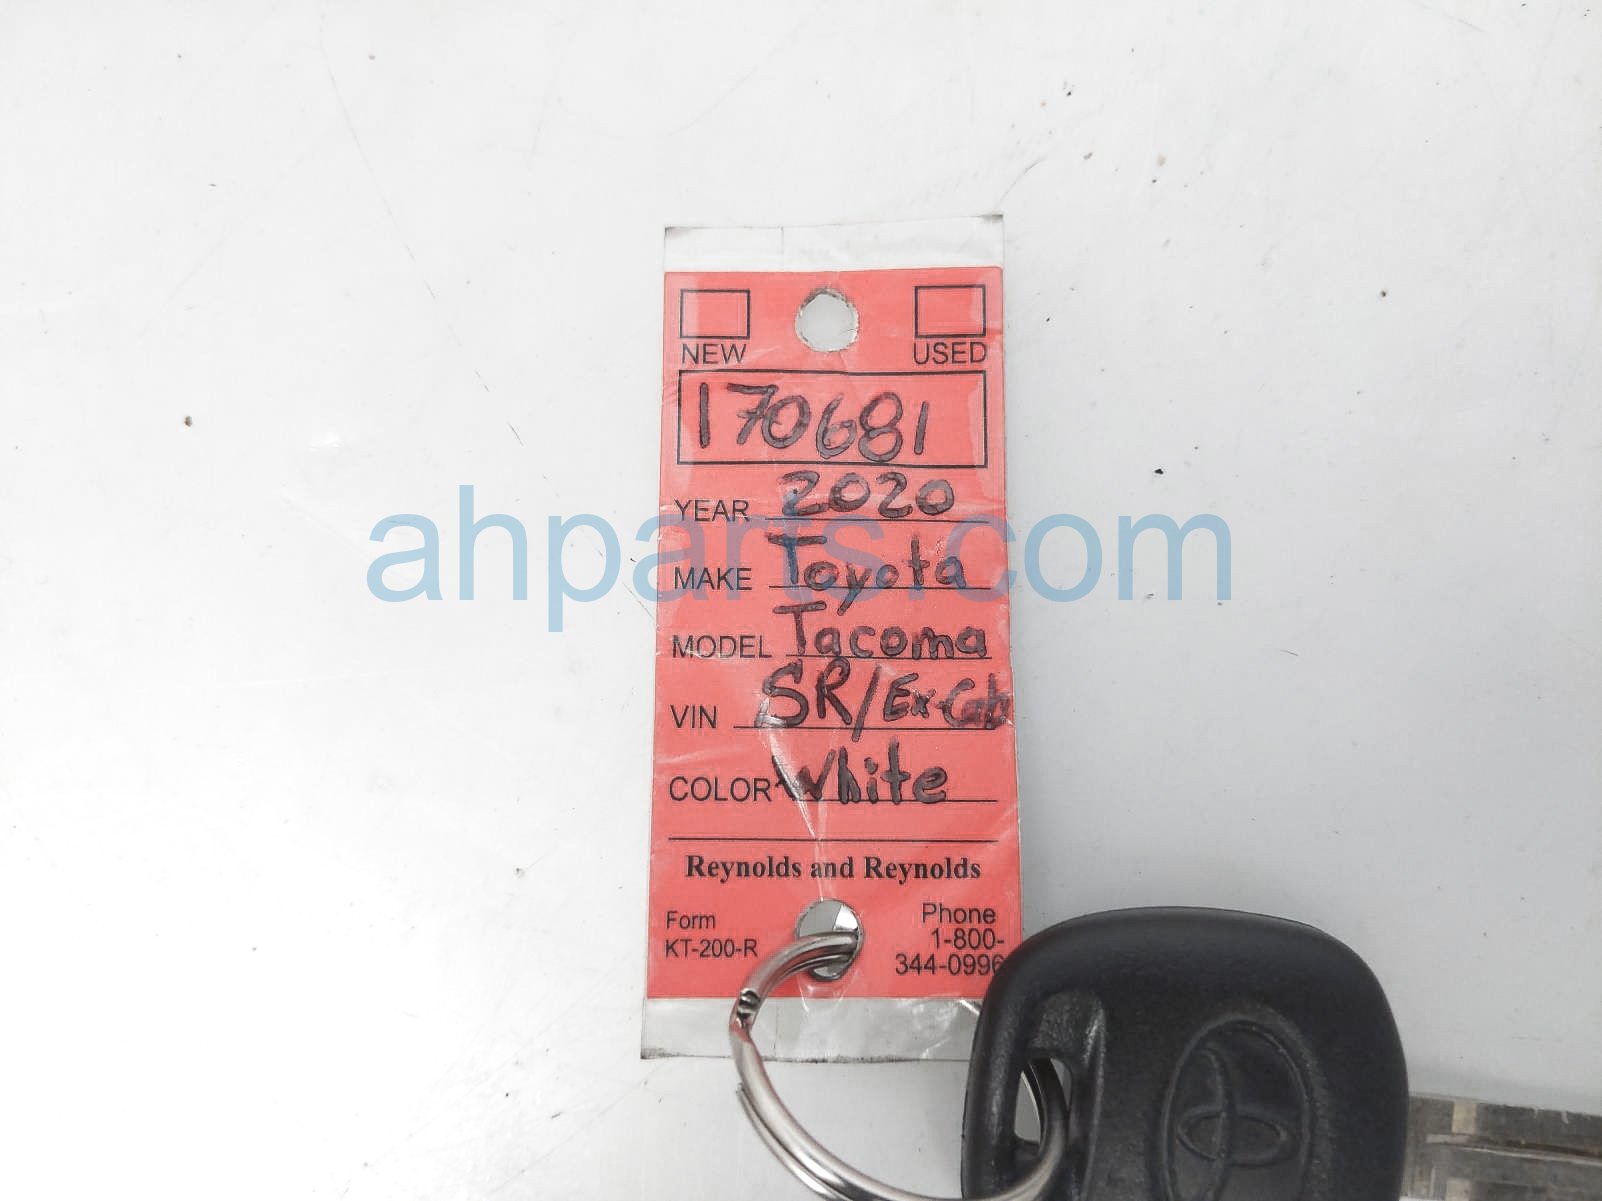 NEW USED
170681
YEAR 2020
MAKE Toyota
MODEL Tacoma
VIN SR/Ex-Cab
COLOR White
Reynolds and Reynolds
Form Phone
KT-200-R 1-800-
344-0996
ahparts.com